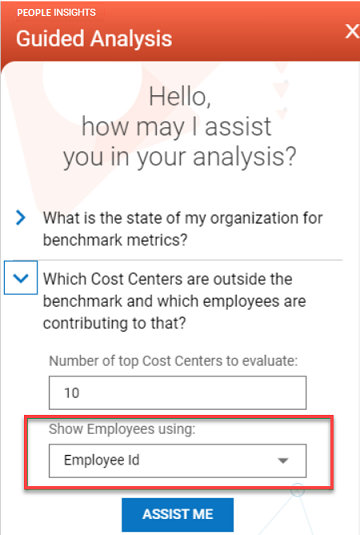 PEOPLE INSIGHTS
Guided Analysis
Hello,
how may I assist
you in your analysis?
What is the state of my organization for
benchmark metrics?
Which Cost Centers are outside the
benchmark and which employees are
contributing to that?
Number of top Cost Centers to evaluate:
10
Show Employees using:
Employee Id
ASSIST ME